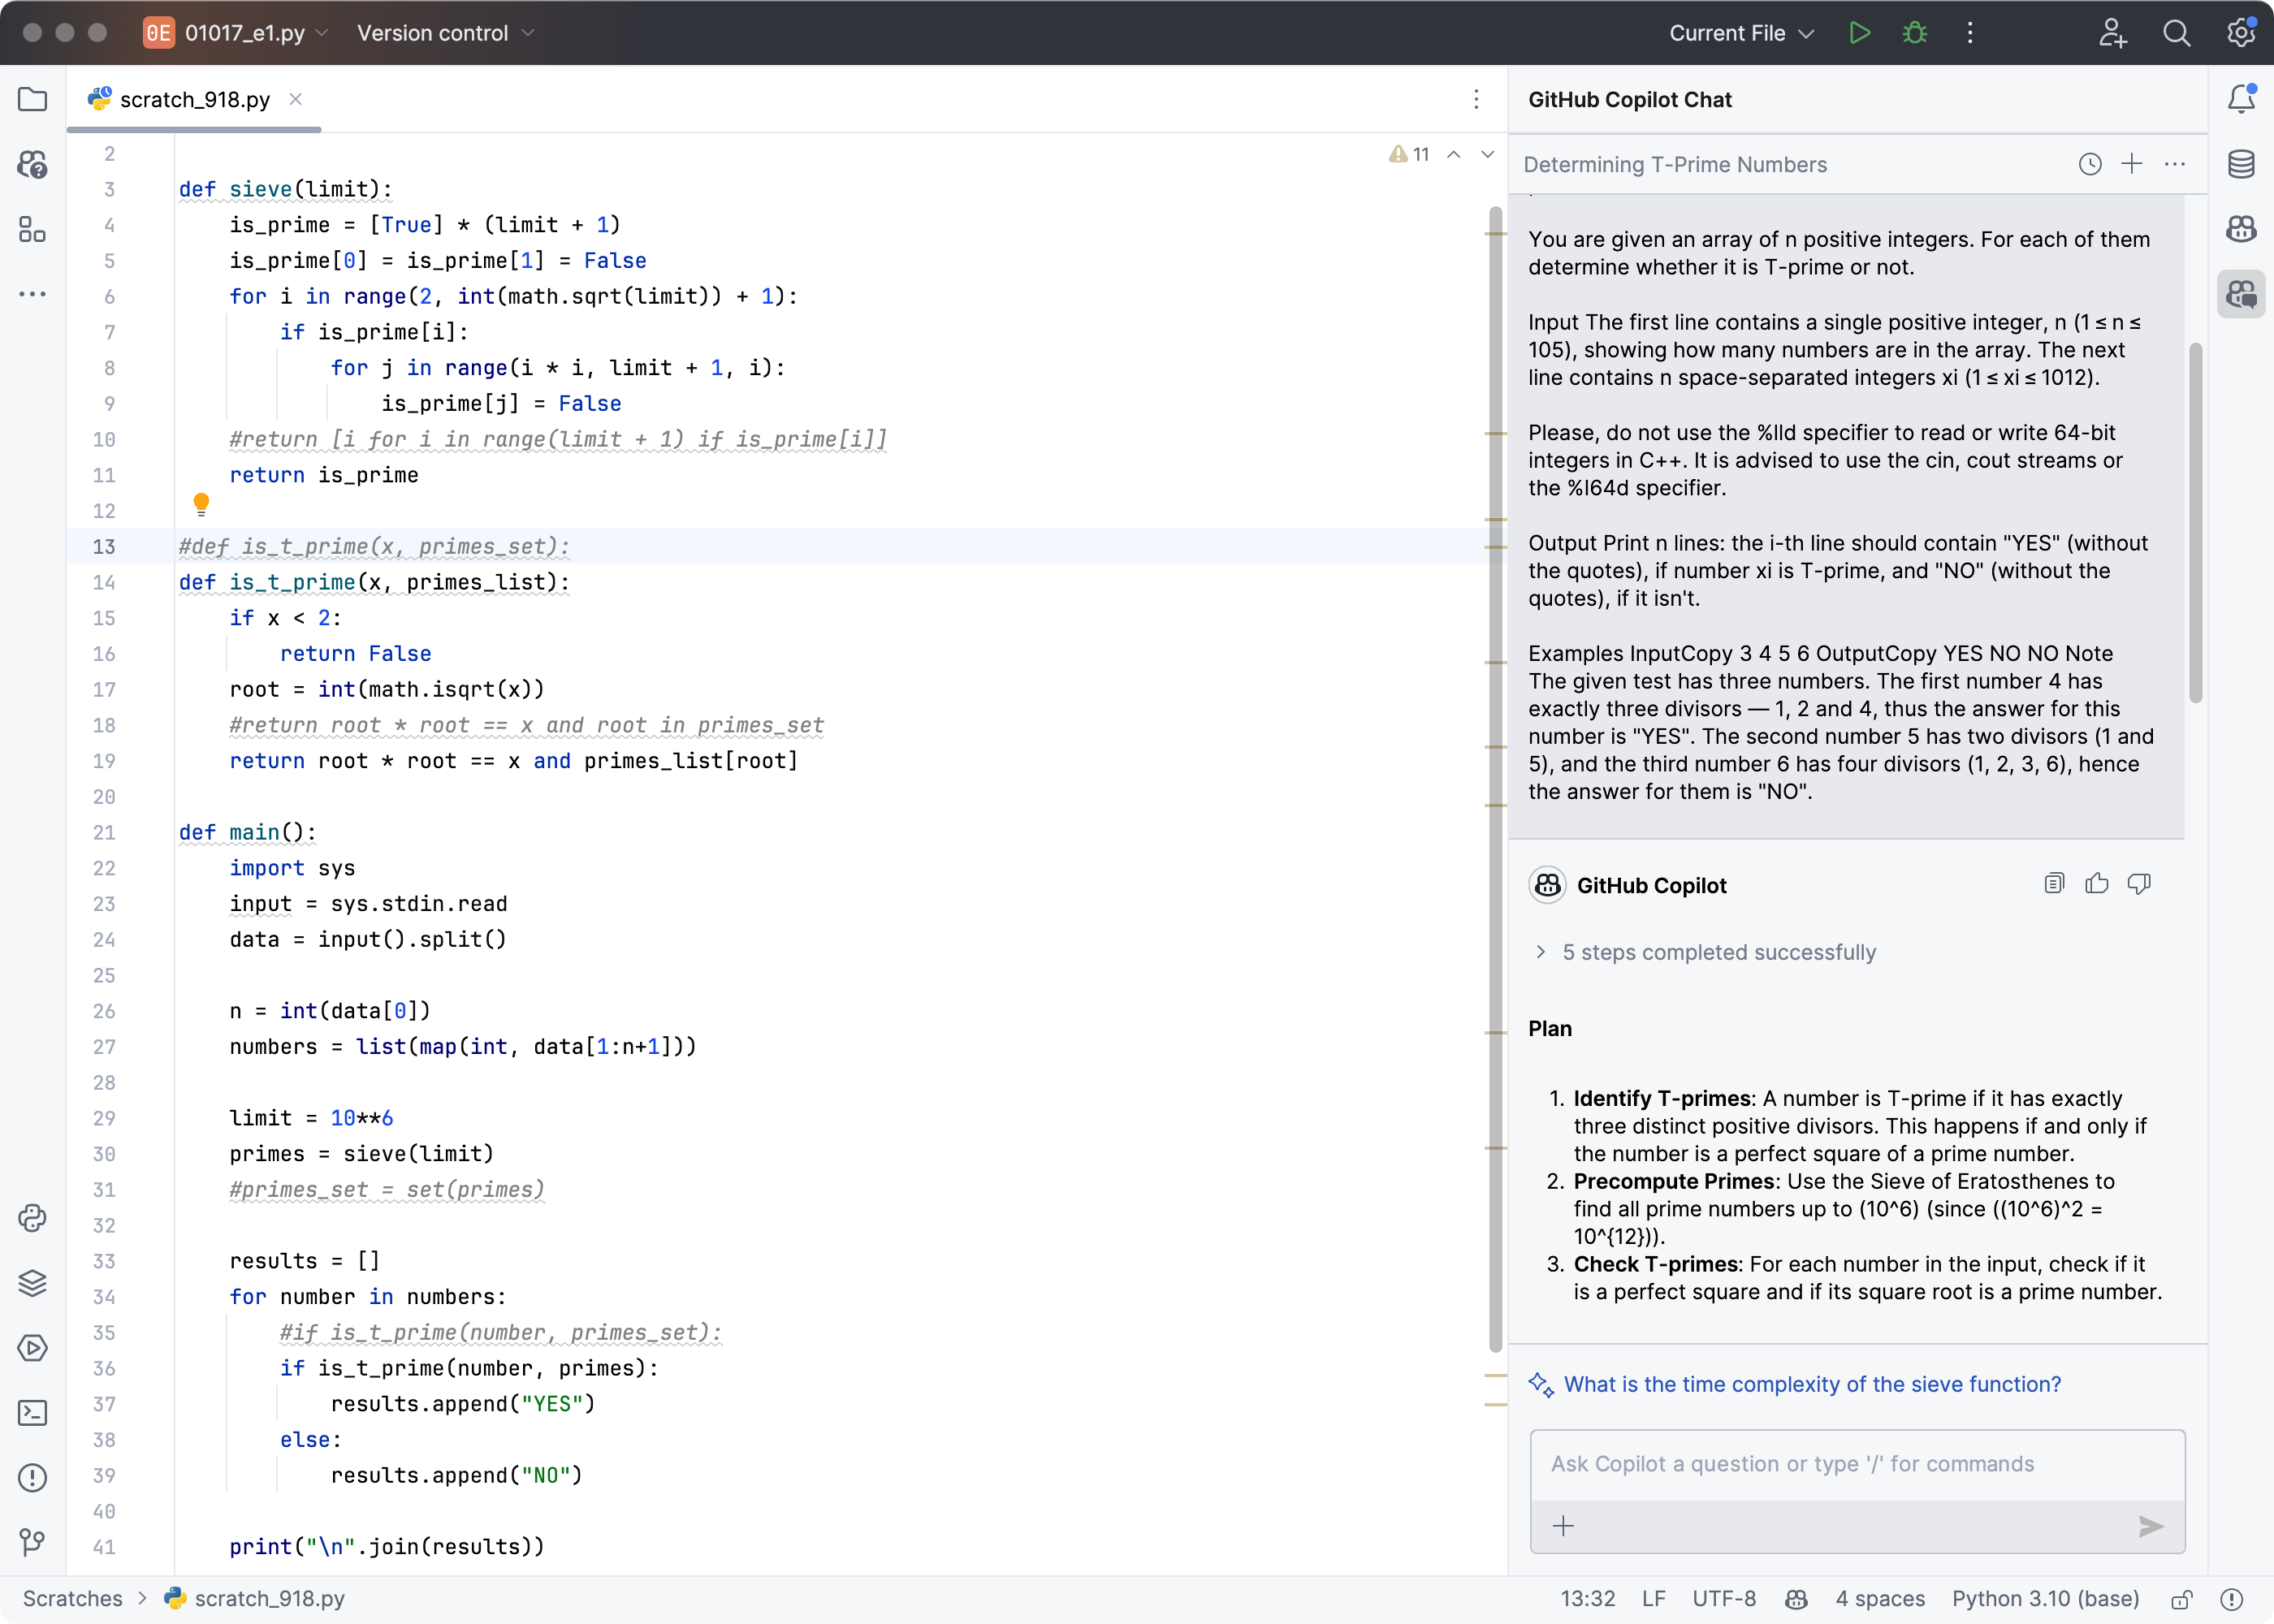 0E 01017_e1.py Version control Current File
scratch_918.py
11
2
3 def sieve(limit):
4 is_prime = [True] * (limit + 1)
5 is_prime[0] = is_prime[1] = False
6 for i in range(2, int(math.sqrt(limit)) + 1):
7 if is_prime[i]:
8 for j in range(i * i, limit + 1, i):
9 is_prime[j] = False
10 #return [i for i in range(limit + 1) if is_prime[i]]
11 return is_prime
12
13 #def is_t_prime(x, primes_set):
14 def is_t_prime(x, primes_list):
15 if x < 2:
16 return False
17 root = int(math.isqrt(x))
18 #return root * root == x and root in primes_set
19 return root * root == x and primes_list[root]
20
21 def main():
22 import sys
23 input = sys.stdin.read
24 data = input().split()
25
26 n = int(data[0])
27 numbers = list(map(int, data[1:n+1]))
28
29 limit = 10**6
30 primes = sieve(limit)
31 #primes_set = set(primes)
32
33 results = []
34 for number in numbers:
35 #if is_t_prime(number, primes_set):
36 if is_t_prime(number, primes):
37 results.append("YES")
38 else:
39 results.append("NO")
40
41 print("\n".join(results))
GitHub Copilot Chat
Determining T-Prime Numbers
You are given an array of n positive integers. For each of them
determine whether it is T-prime or not.
Input The first line contains a single positive integer, n (1 ≤ n ≤
105), showing how many numbers are in the array. The next
line contains n space-separated integers xi (1 ≤ xi ≤ 1012).
Please, do not use the %lld specifier to read or write 64-bit
integers in C++. It is advised to use the cin, cout streams or
the %I64d specifier.
Output Print n lines: the i-th line should contain "YES" (without
the quotes), if number xi is T-prime, and "NO" (without the
quotes), if it isn't.
Examples InputCopy 3 4 5 6 OutputCopy YES NO NO Note
The given test has three numbers. The first number 4 has
exactly three divisors — 1, 2 and 4, thus the answer for this
number is "YES". The second number 5 has two divisors (1 and
5), and the third number 6 has four divisors (1, 2, 3, 6), hence
the answer for them is "NO".
GitHub Copilot
5 steps completed successfully
Plan
1. Identify T-primes: A number is T-prime if it has exactly
three distinct positive divisors. This happens if and only if
the number is a perfect square of a prime number.
2. Precompute Primes: Use the Sieve of Eratosthenes to
find all prime numbers up to (10^6) (since ((10^6)^2 =
10^{12})).
3. Check T-primes: For each number in the input, check if it
is a perfect square and if its square root is a prime number.
What is the time complexity of the sieve function?
Ask Copilot a question or type '/' for commands
Scratches > scratch_918.py 13:32 LF UTF-8 4 spaces Python 3.10 (base)